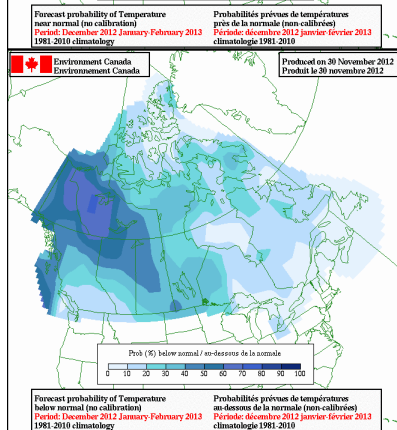 Forecast probability of Temperature
near normal (no calibration)
Period: December 2012 January-February 2013
1981-2010 climatology
Probabilités prévues de températures
près de la normale (non-calibrées)
Période: décembre 2012 janvier-février 2013
climatologie 1981-2010
Environment Canada
Environnement Canada
Produced on 30 November 2012
Produit le 30 novembre 2012
Prob (%) below normal / au-dessous de la normale
0 10 20 30 40 50 60 70 80 90 100
Forecast probability of Temperature
below normal (no calibration)
Period: December 2012 January-February 2013
1981-2010 climatology
Probabilités prévues de températures
au-dessous de la normale (non-calibrées)
Période: décembre 2012 janvier-février 2013
climatologie 1981-2010